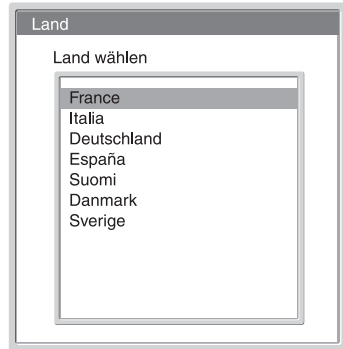 Land
Land wählen
France
Italia
Deutschland
España
Suomi
Danmark
Sverige